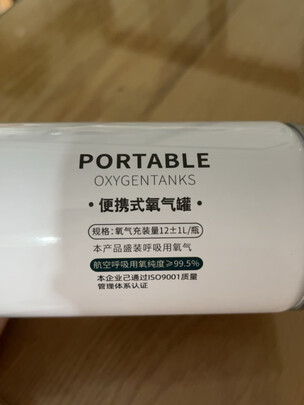 PORTABLE
OXYGENTANKS
·便携式氧气罐·
规格:氧气充装量12±1L/瓶
本产品盛装呼吸用氧气
航空呼吸用氧纯度≥99.5%
本企业己通过ISO9001质量
管理体系认证